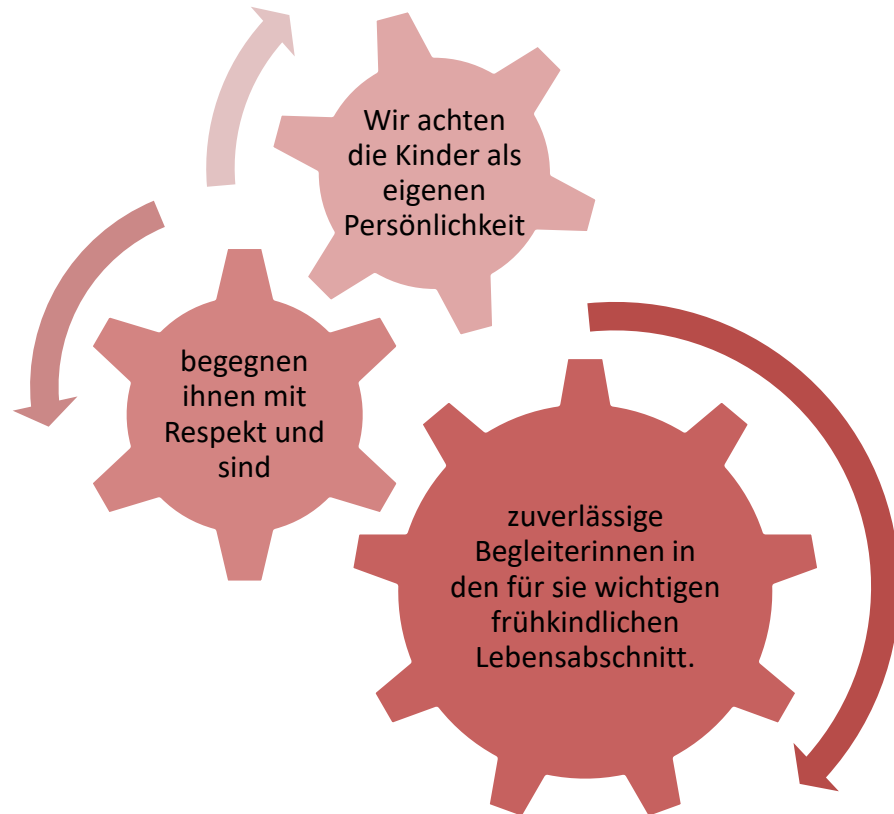 Wir achten
die Kinder als
eigenen
Persönlichkeit
begegnen
ihnen mit
Respekt und
sind
zuverlässige
Begleiterinnen in
den für sie wichtigen
frühkindlichen
Lebensabschnitt.